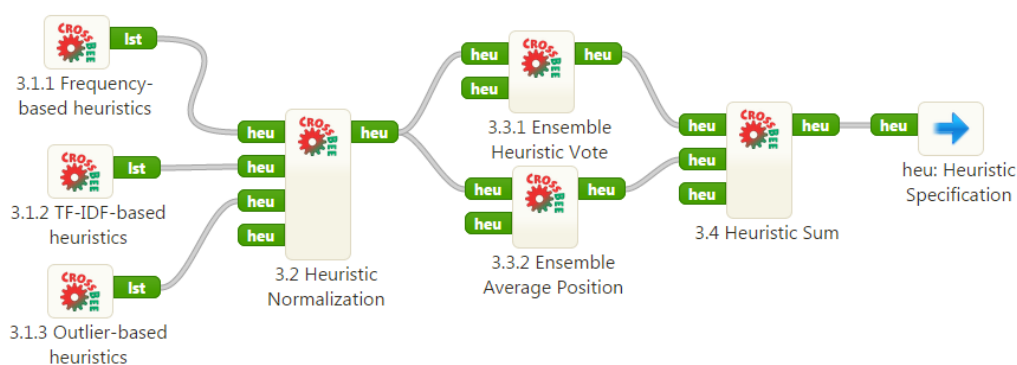 CROSS BEE
lst
3.1.1 Frequency-
based heuristics
CROSS BEE
lst
3.1.2 TF-IDF-based
heuristics
CROSS BEE
lst
3.1.3 Outlier-based
heuristics
heu
heu
heu
heu
CROSS BEE
heu
3.2 Heuristic
Normalization
heu
heu
CROSS BEE
heu
3.3.1 Ensemble
Heuristic Vote
heu
heu
CROSS BEE
heu
3.3.2 Ensemble
Average Position
heu
heu
heu
CROSS BEE
heu
3.4 Heuristic Sum
heu
heu: Heuristic
Specification